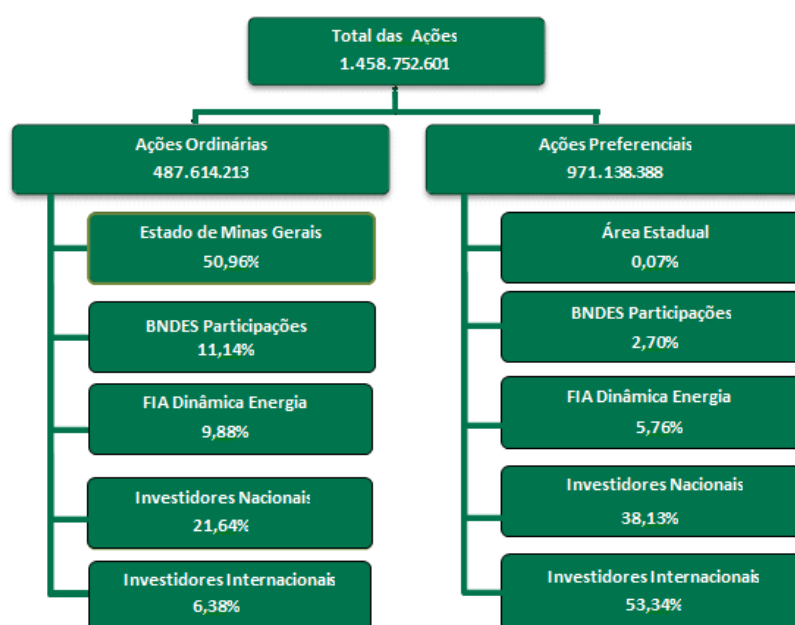 Total das Ações
1.458.752.601
Ações Ordinárias
487.614.213
Estado de Minas Gerais
50,96%
BNDES Participações
11,14%
FIA Dinâmica Energia
9,88%
Investidores Nacionais
21,64%
Investidores Internacionais
6,38%
Ações Preferenciais
971.138.388
Área Estadual
0,07%
BNDES Participações
2,70%
FIA Dinâmica Energia
5,76%
Investidores Nacionais
38,13%
Investidores Internacionais
53,34%